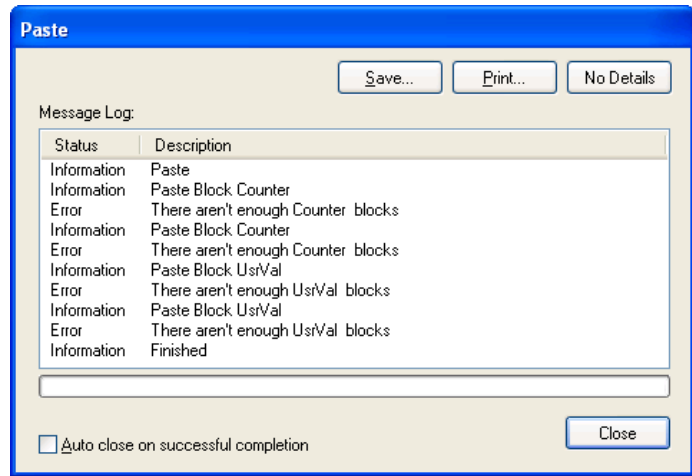 Paste
Save... Print... No Details
Message Log:
Status Description
Information Paste
Information Paste Block Counter
Error There aren't enough Counter  blocks
Information Paste Block Counter
Error There aren't enough Counter  blocks
Information Paste Block UsrVal
Error There aren't enough UsrVal  blocks
Information Paste Block UsrVal
Error There aren't enough UsrVal  blocks
Information Finished
Close
Auto close on successful completion